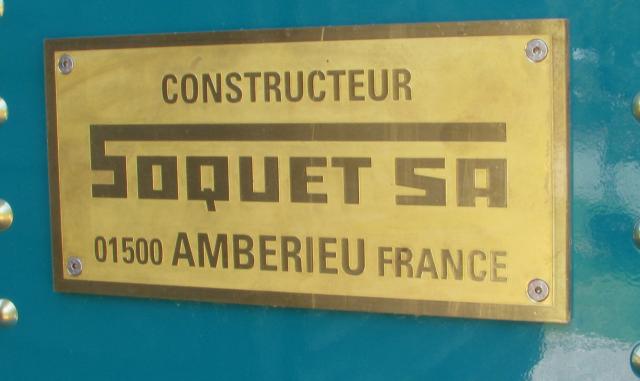 CONSTRUCTEUR
SOQUET SA
01500 AMBERIEU FRANCE